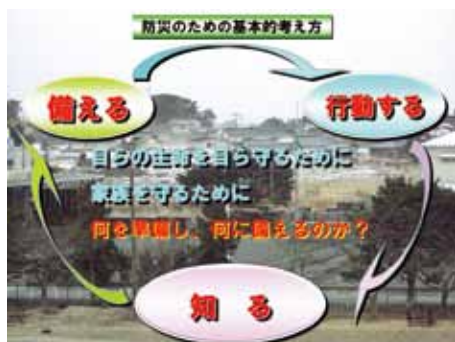 防災のための基本的考え方
備える
行動する
自らの生命を自ら守るために
家族を守るために
何を準備し、何に備えるのか？
知る